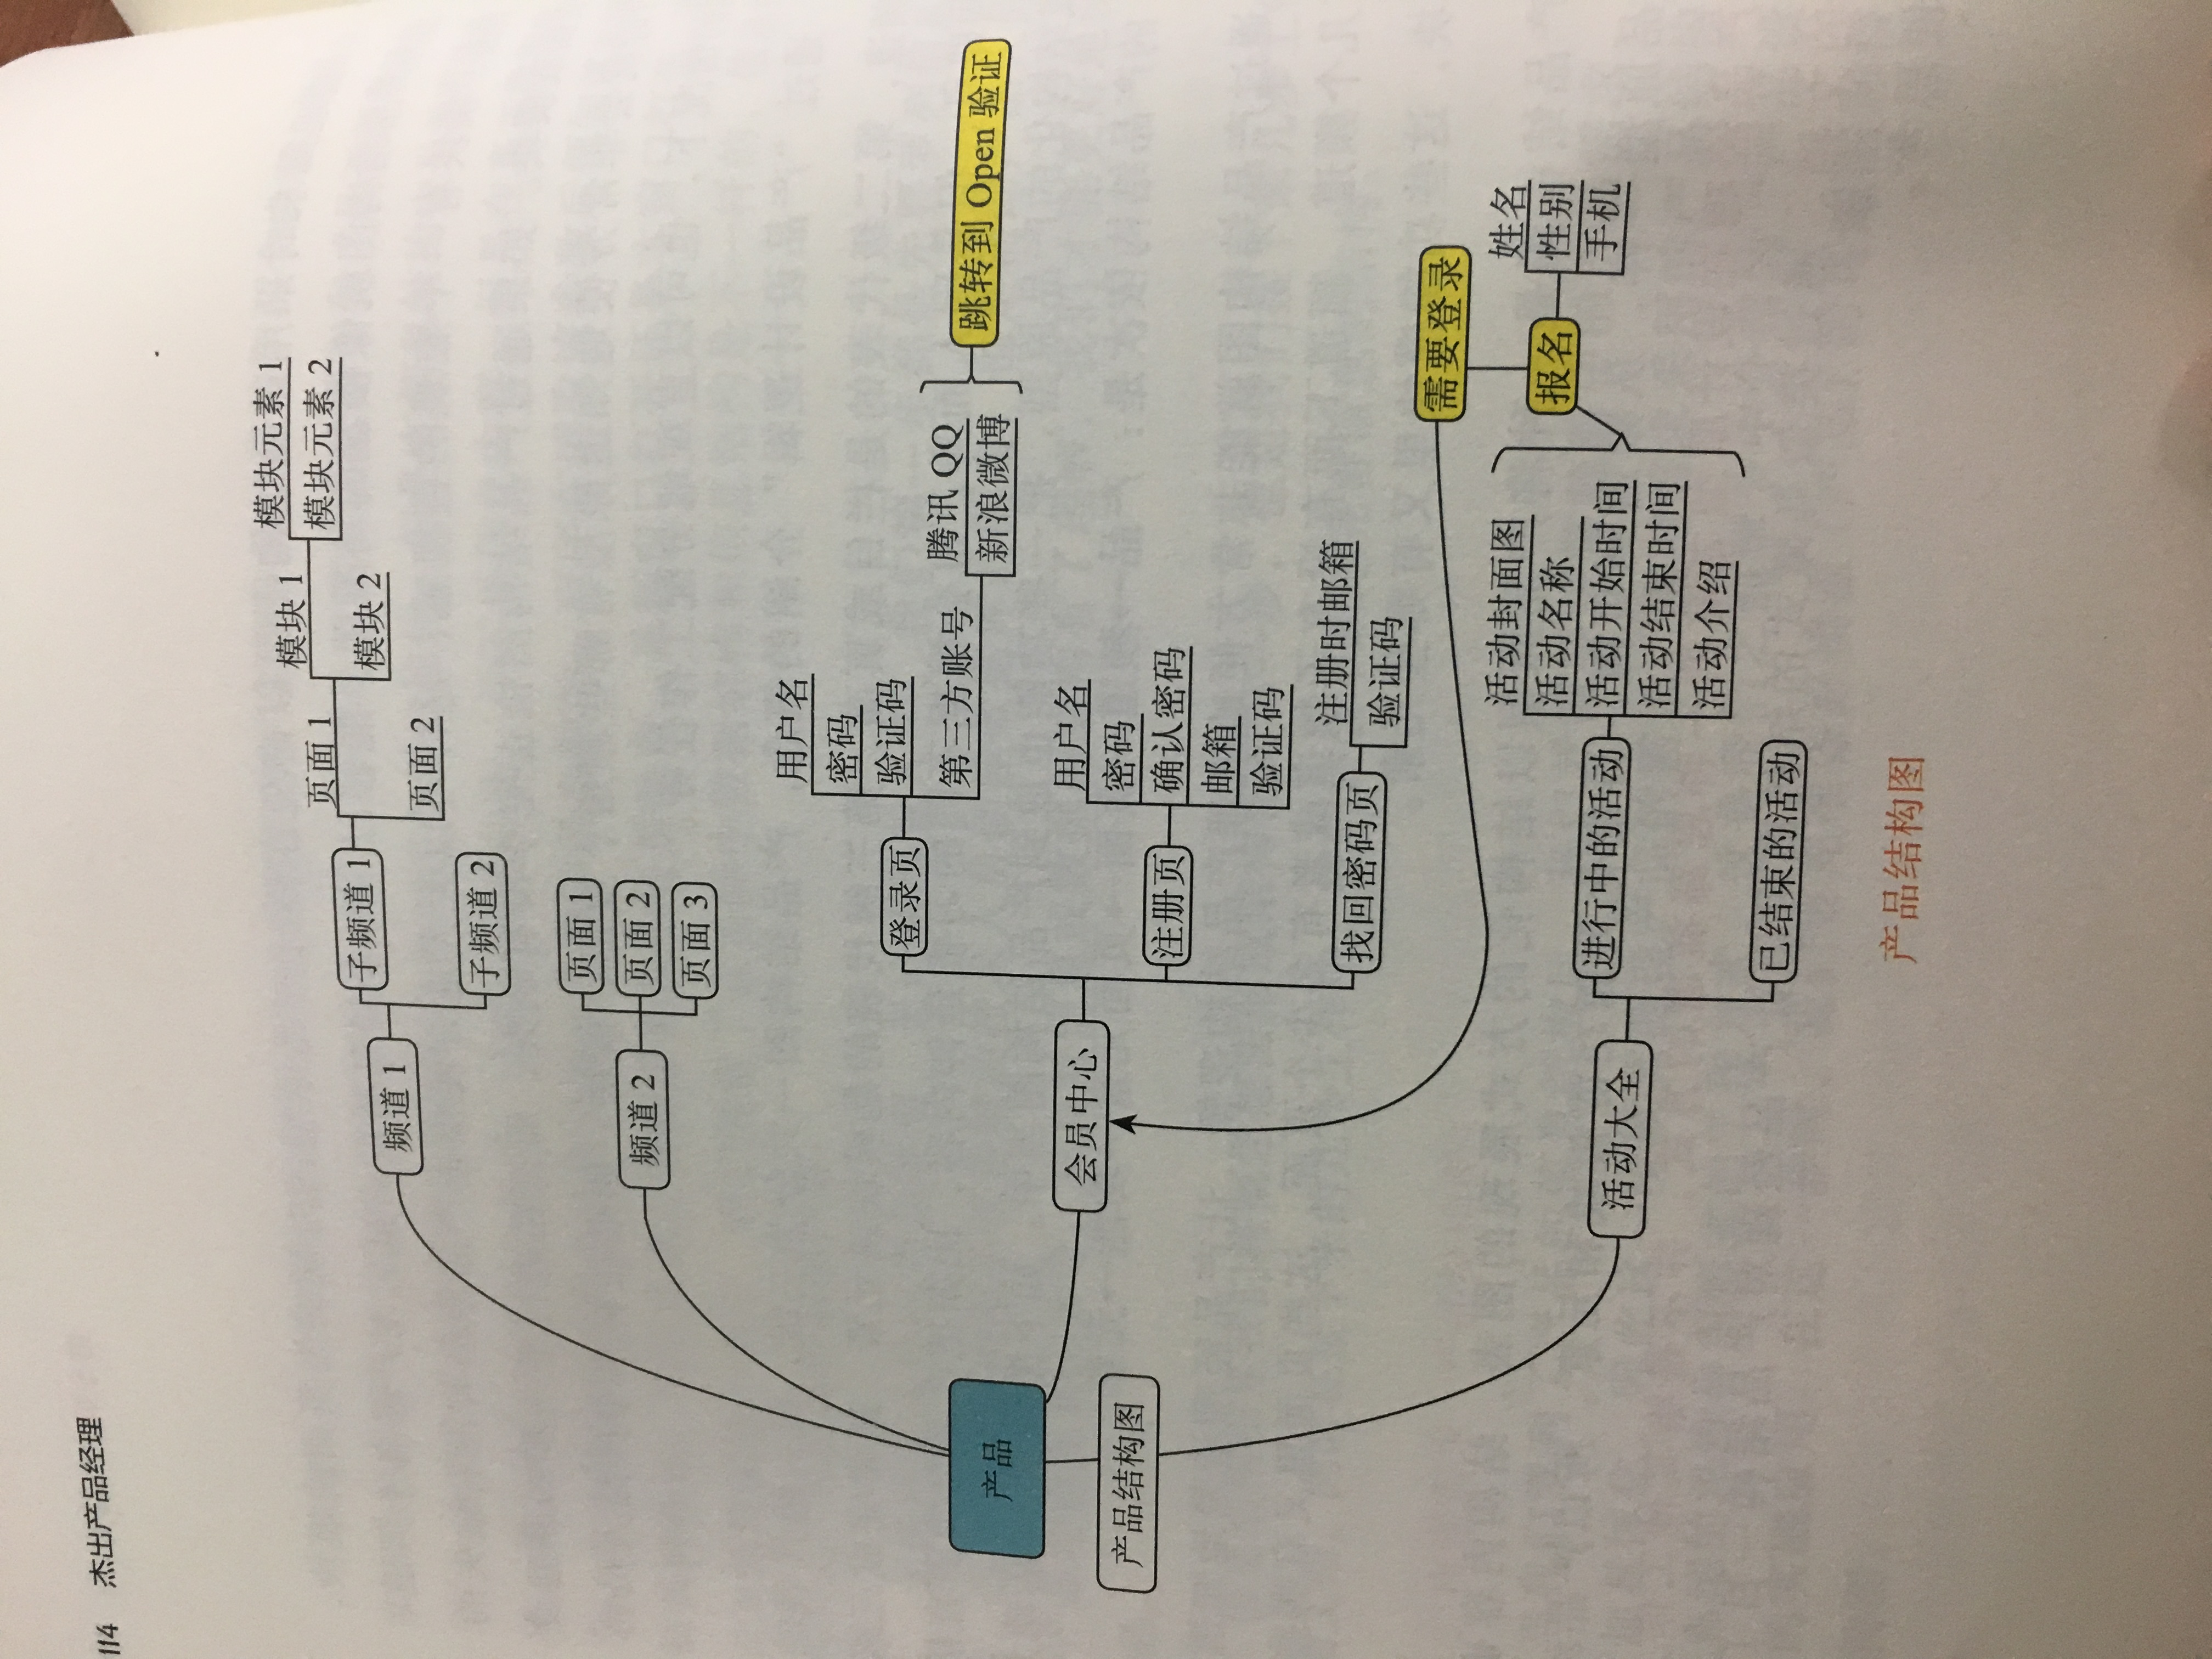 114 杰出产品经理
模块元素 1
模块 1
模块元素 2
页面 1
子频道 1
模块 2
频道 1
页面 2
子频道 2
页面 1
频道 2
页面 2
页面 3
用户名
密码
登录页
验证码
第三方账号
腾讯 QQ
新浪微博
跳转到 Open 验证
产品
会员中心
产品结构图
用户名
密码
注册页
确认密码
邮箱
验证码
找回密码页
注册时邮箱
验证码
需要登录
活动封面图
姓名
活动名称
报名
性别
进行中的活动
活动开始时间
手机
活动大全
活动结束时间
活动介绍
已结束的活动
产品结构图